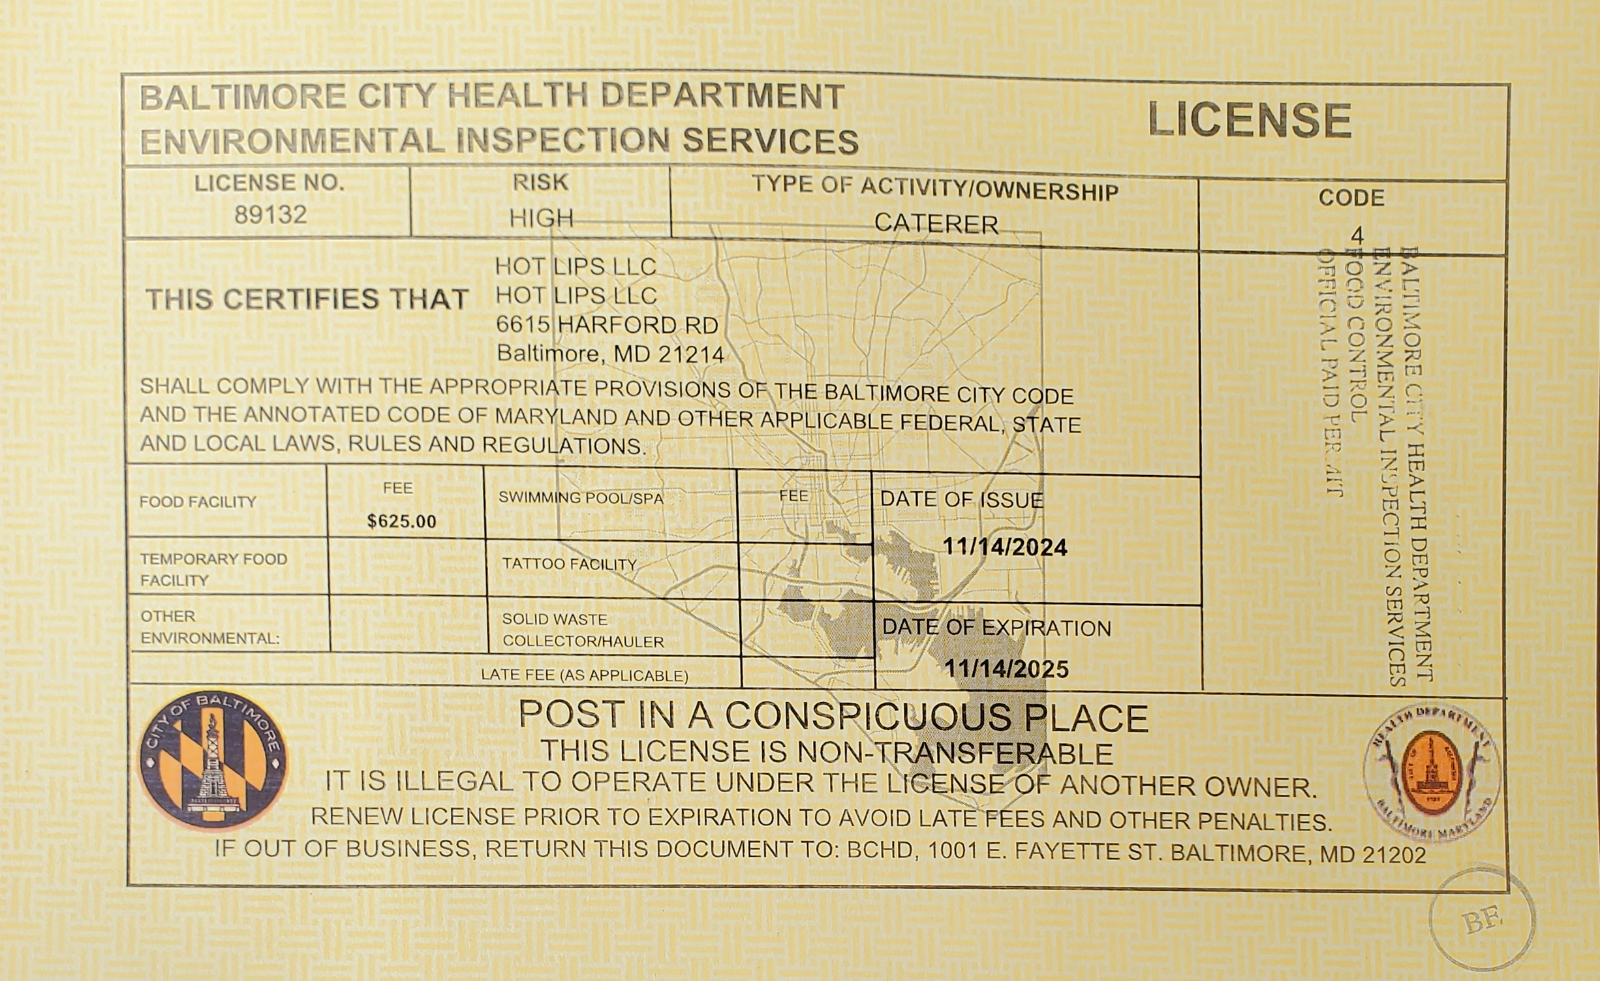 BALTIMORE CITY HEALTH DEPARTMENT
ENVIRONMENTAL INSPECTION SERVICES
LICENSE
LICENSE NO.
89132
RISK
HIGH
TYPE OF ACTIVITY/OWNERSHIP
CATERER
CODE
4
THIS CERTIFIES THAT
HOT LIPS LLC
HOT LIPS LLC
6615 HARFORD RD
Baltimore, MD 21214
SHALL COMPLY WITH THE APPROPRIATE PROVISIONS OF THE BALTIMORE CITY CODE
AND THE ANNOTATED CODE OF MARYLAND AND OTHER APPLICABLE FEDERAL, STATE
AND LOCAL LAWS, RULES AND REGULATIONS.
BALTIMORE CITY HEALTH DEPARTMENT
ENVIRONMENTAL INSPECTION SERVICES
FOOD CONTROL
OFFICIAL PAID PERMIT
FOOD FACILITY
FEE
$625.00
SWIMMING POOL/SPA
FEE
DATE OF ISSUE
11/14/2024
TEMPORARY FOOD
FACILITY
TATTOO FACILITY
OTHER
ENVIRONMENTAL:
SOLID WASTE
COLLECTOR/HAULER
DATE OF EXPIRATION
11/14/2025
LATE FEE (AS APPLICABLE)
CITY OF BALTIMORE
POST IN A CONSPICUOUS PLACE
THIS LICENSE IS NON-TRANSFERABLE
IT IS ILLEGAL TO OPERATE UNDER THE LICENSE OF ANOTHER OWNER.
RENEW LICENSE PRIOR TO EXPIRATION TO AVOID LATE FEES AND OTHER PENALTIES.
IF OUT OF BUSINESS, RETURN THIS DOCUMENT TO: BCHD, 1001 E. FAYETTE ST. BALTIMORE, MD 21202
HEALTH DEPARTMENT
BALTIMORE MARYLAND